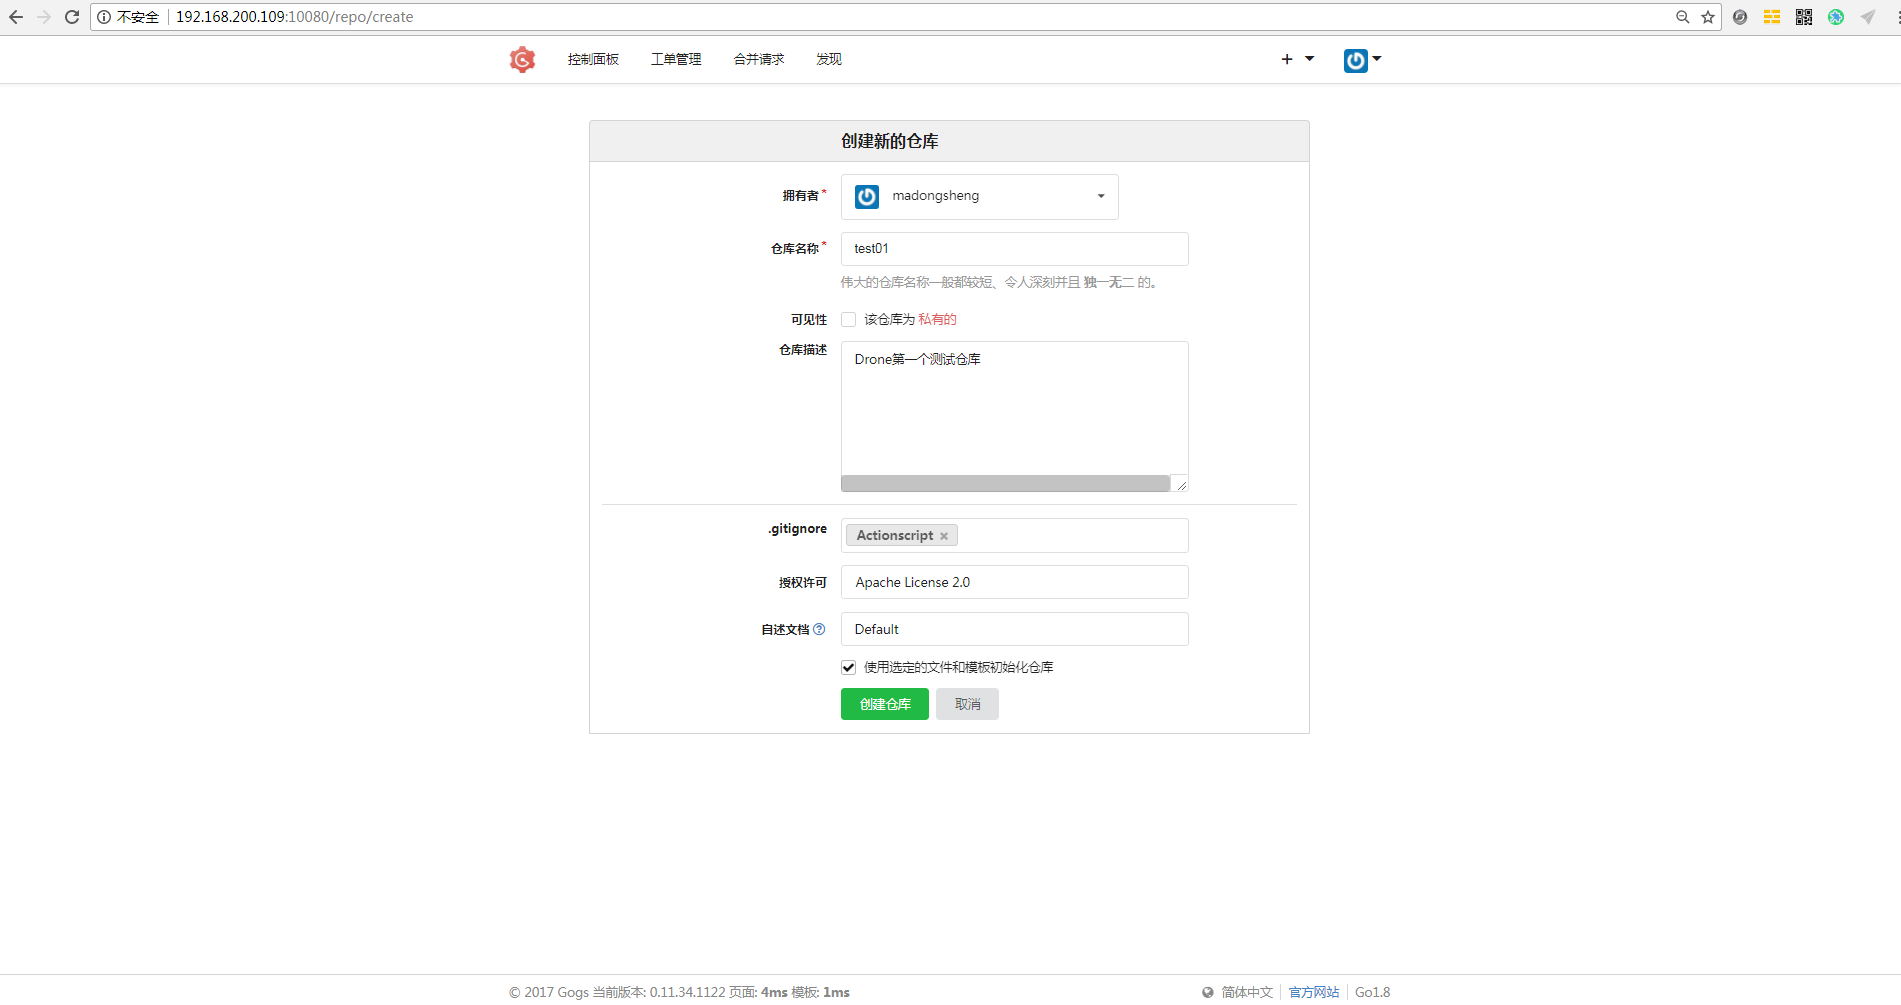 不安全 192.168.200.109:10080/repo/create
控制面板 工单管理 合并请求 发现
创建新的仓库
拥有者* madongsheng
仓库名称* test01
伟大的仓库名称一般都较短、令人深刻并且 独一无二 的。
可见性 该仓库为 私有的
仓库描述 Drone第一个测试仓库
.gitignore Actionscript ×
授权许可 Apache License 2.0
自述文档 Default
使用选定的文件和模板初始化仓库
创建仓库 取消
© 2017 Gogs 当前版本: 0.11.34.1122 页面: 4ms 模板: 1ms 简体中文 官方网站 Go1.8